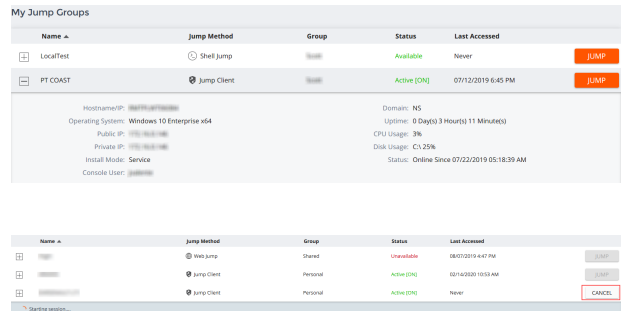 My Jump Groups
Name Jump Method Group Status Last Accessed
LocalTest Shell Jump Available Never JUMP
PT COAST Jump Client Active [ON] 07/12/2019 6:45 PM JUMP
Hostname/IP: Domain: NS
Operating System: Windows 10 Enterprise x64 Uptime: 0 Day(s) 3 Hour(s) 11 Minute(s)
Public IP: CPU Usage: 3%
Private IP: Disk Usage: C:\ 25%
Install Mode: Service Status: Online Since 07/22/2019 05:18:39 AM
Console User:
Name Jump Method Group Status Last Accessed
Web Jump Shared Unavailable 08/07/2019 4:47 PM JUMP
Jump Client Personal Active [ON] 02/14/2020 10:53 AM JUMP
Jump Client Personal Active [ON] Never CANCEL
Starting session...